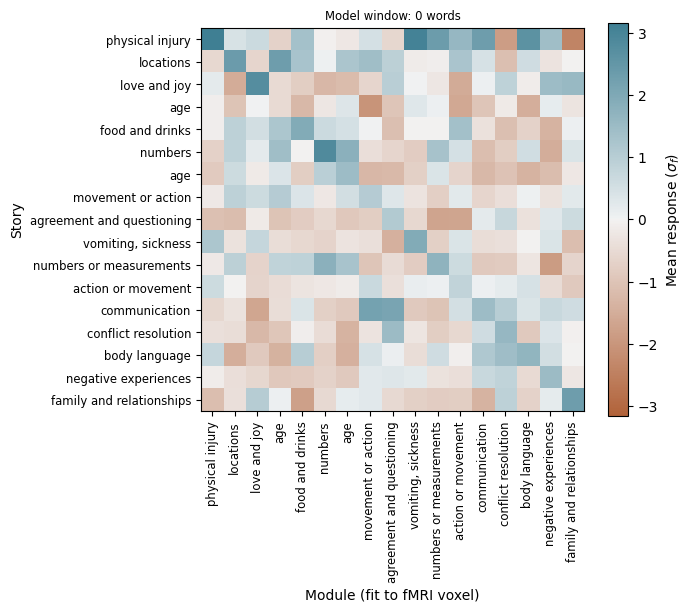 Model window: 0 words
Story
physical injury
locations
love and joy
age
food and drinks
numbers
age
movement or action
agreement and questioning
vomiting, sickness
numbers or measurements
action or movement
communication
conflict resolution
body language
negative experiences
family and relationships
physical injury
locations
love and joy
age
food and drinks
numbers
age
movement or action
agreement and questioning
vomiting, sickness
numbers or measurements
action or movement
communication
conflict resolution
body language
negative experiences
family and relationships
Module (fit to fMRI voxel)
3
2
1
0
−1
−2
−3
Mean response (σ_f)